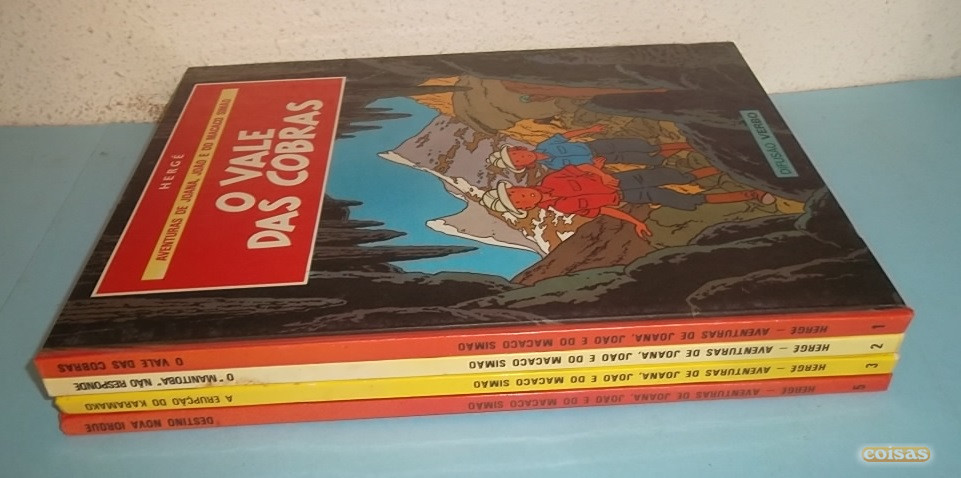 HERGÉ
AVENTURAS DE JOANA, JOÃO E DO MACACO SIMÃO
O VALE
DAS COBRAS
DIFUSÃO VERBO
1 HERGÉ — AVENTURAS DE JOANA, JOÃO E DO MACACO SIMÃO O VALE DAS COBRAS
2 HERGÉ — AVENTURAS DE JOANA, JOÃO E DO MACACO SIMÃO O "MANITOBA" NÃO RESPONDE
3 HERGÉ — AVENTURAS DE JOANA, JOÃO E DO MACACO SIMÃO A ERUPÇÃO DO KARAMAKO
5 HERGÉ — AVENTURAS DE JOANA, JOÃO E DO MACACO SIMÃO DESTINO NOVA IORQUE
coisas